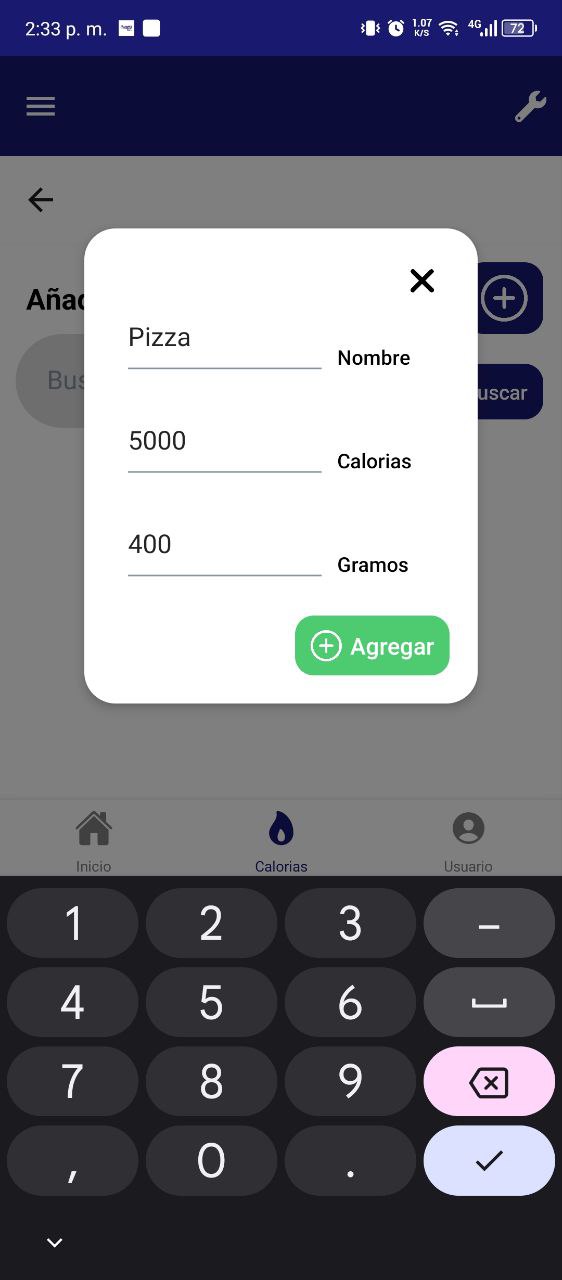 2:33 p. m. 1.07 K/S 4G 72
Pizza
Nombre
5000
Calorias
400
Gramos
Agregar
Añad
Bus
uscar
Inicio Calorias Usuario
1 2 3 –
4 5 6
7 8 9
, 0 .